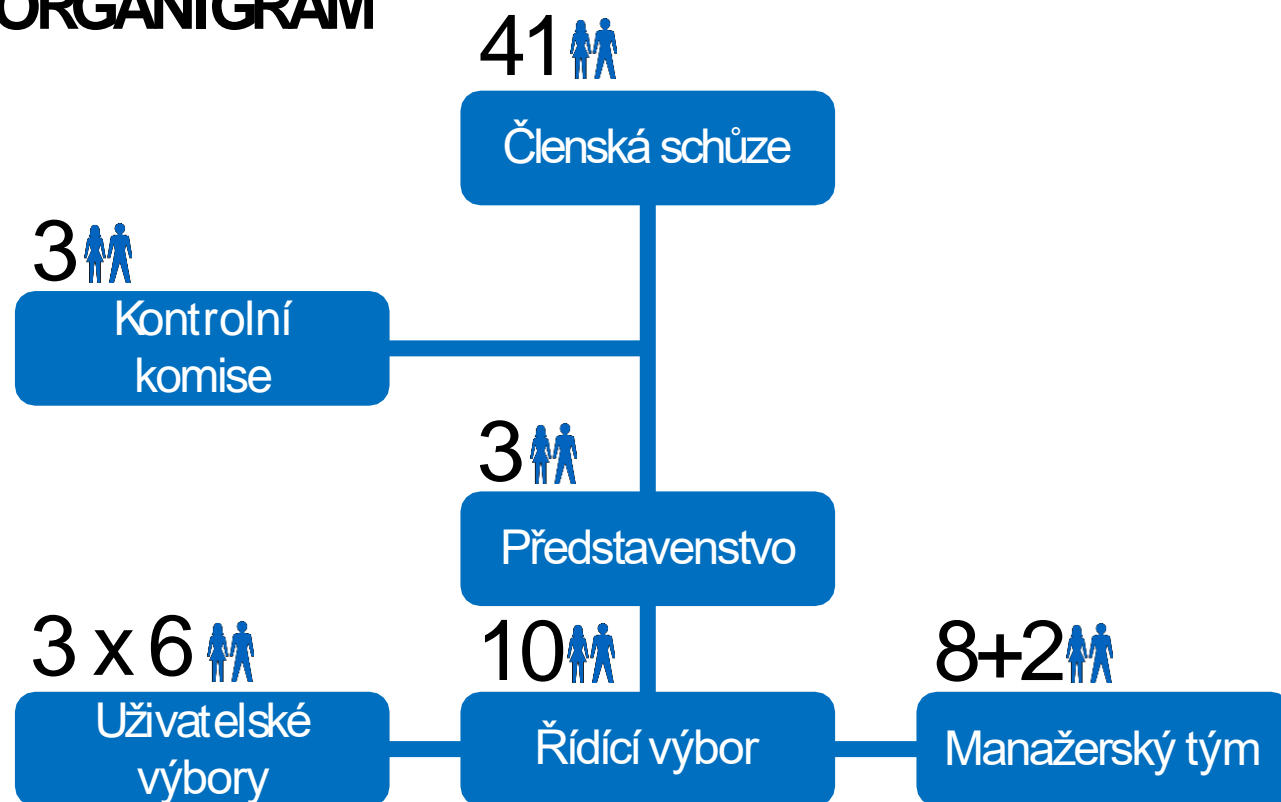 ORGANIGRAM
41
Členská schůze
3
Kontrolní
komise
3
Představenstvo
3 x 6
Uživatelské
výbory
10
Řídící výbor
8+2
Manažerský tým